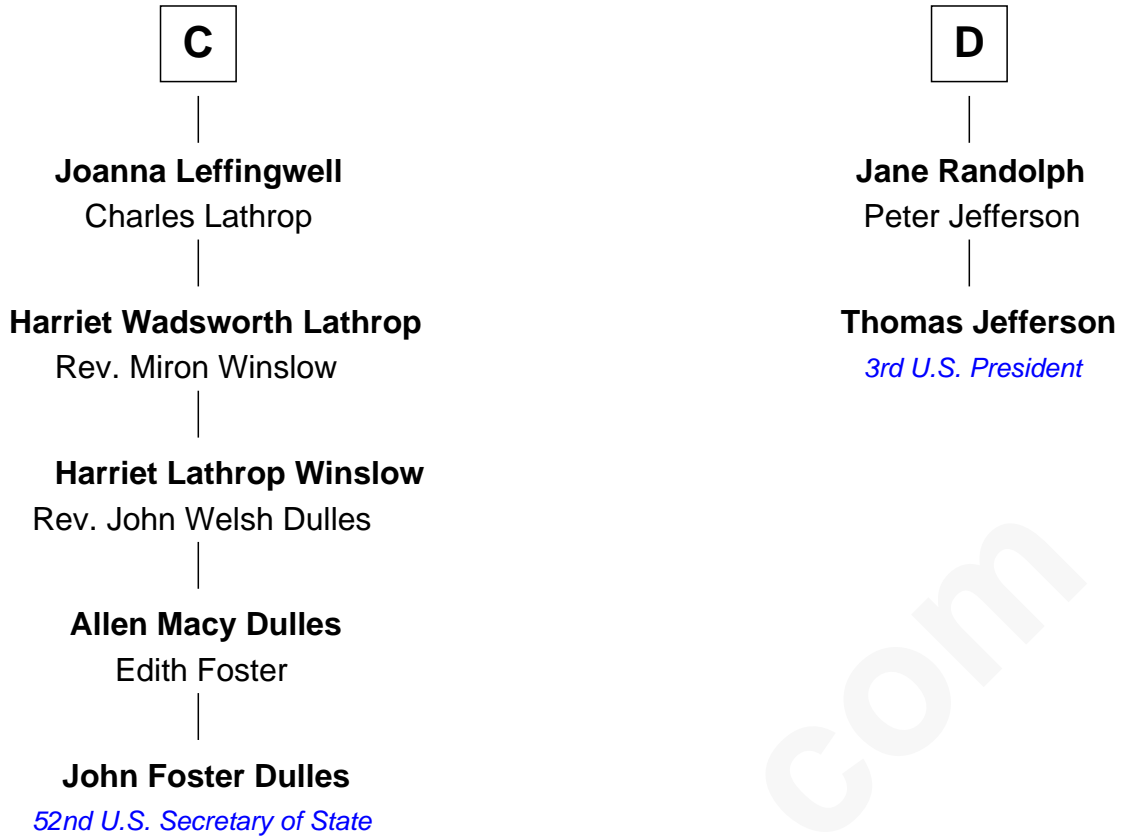 C
Joanna Leffingwell
Charles Lathrop
Harriet Wadsworth Lathrop
Rev. Miron Winslow
Harriet Lathrop Winslow
Rev. John Welsh Dulles
Allen Macy Dulles
Edith Foster
John Foster Dulles
52nd U.S. Secretary of State
D
Jane Randolph
Peter Jefferson
Thomas Jefferson
3rd U.S. President
com